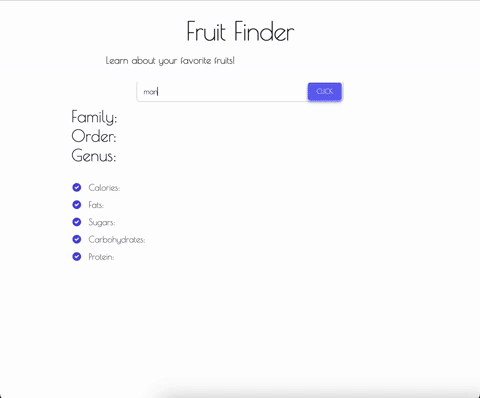 Fruit Finder
Learn about your favorite fruits!
man
CLICK
Family:
Order:
Genus:
Calories:
Fats:
Sugars:
Carbohydrates:
Protein: